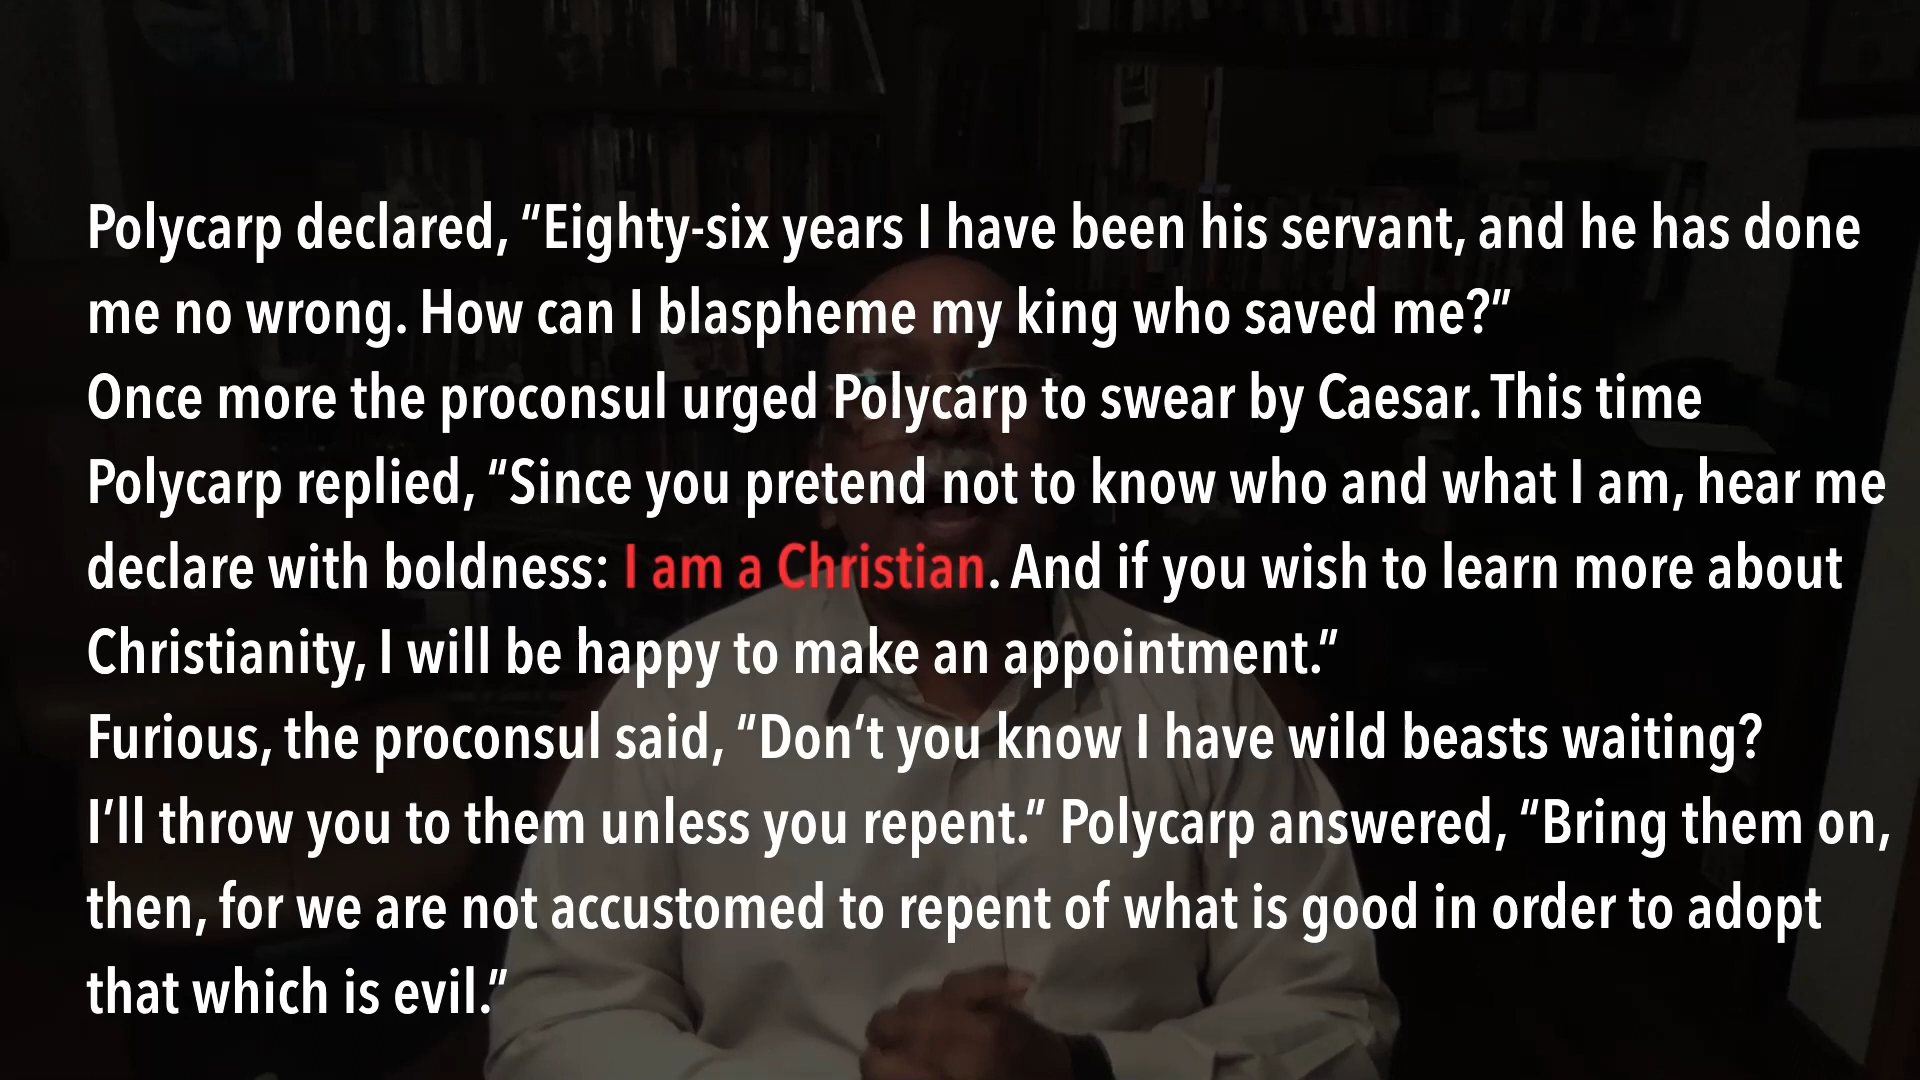 Polycarp declared, “Eighty-six years I have been his servant, and he has done
me no wrong. How can I blaspheme my king who saved me?”
Once more the proconsul urged Polycarp to swear by Caesar. This time
Polycarp replied, “Since you pretend not to know who and what I am, hear me
declare with boldness: I am a Christian. And if you wish to learn more about
Christianity, I will be happy to make an appointment.”
Furious, the proconsul said, “Don’t you know I have wild beasts waiting?
I’ll throw you to them unless you repent.” Polycarp answered, “Bring them on,
then, for we are not accustomed to repent of what is good in order to adopt
that which is evil.”